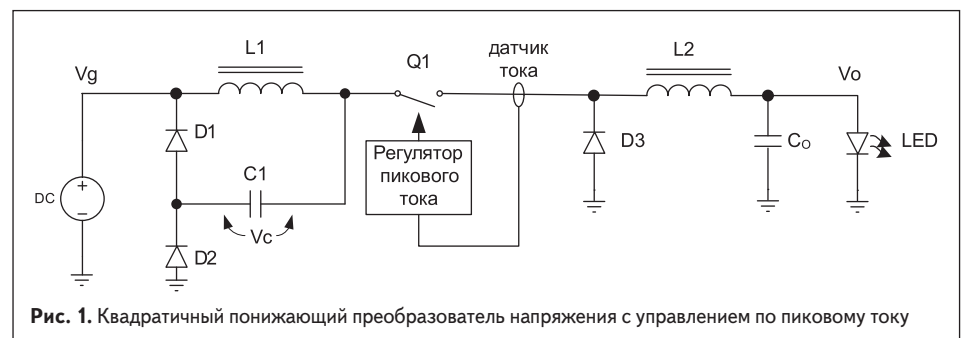 L1
Q1
датчик
тока
L2
Vg
Vo
D1
D3
C1
Регулятор
пикового
тока
Co
LED
DC
+
−
Vc
D2
Рис. 1. Квадратичный понижающий преобразователь напряжения с управлением по пиковому току